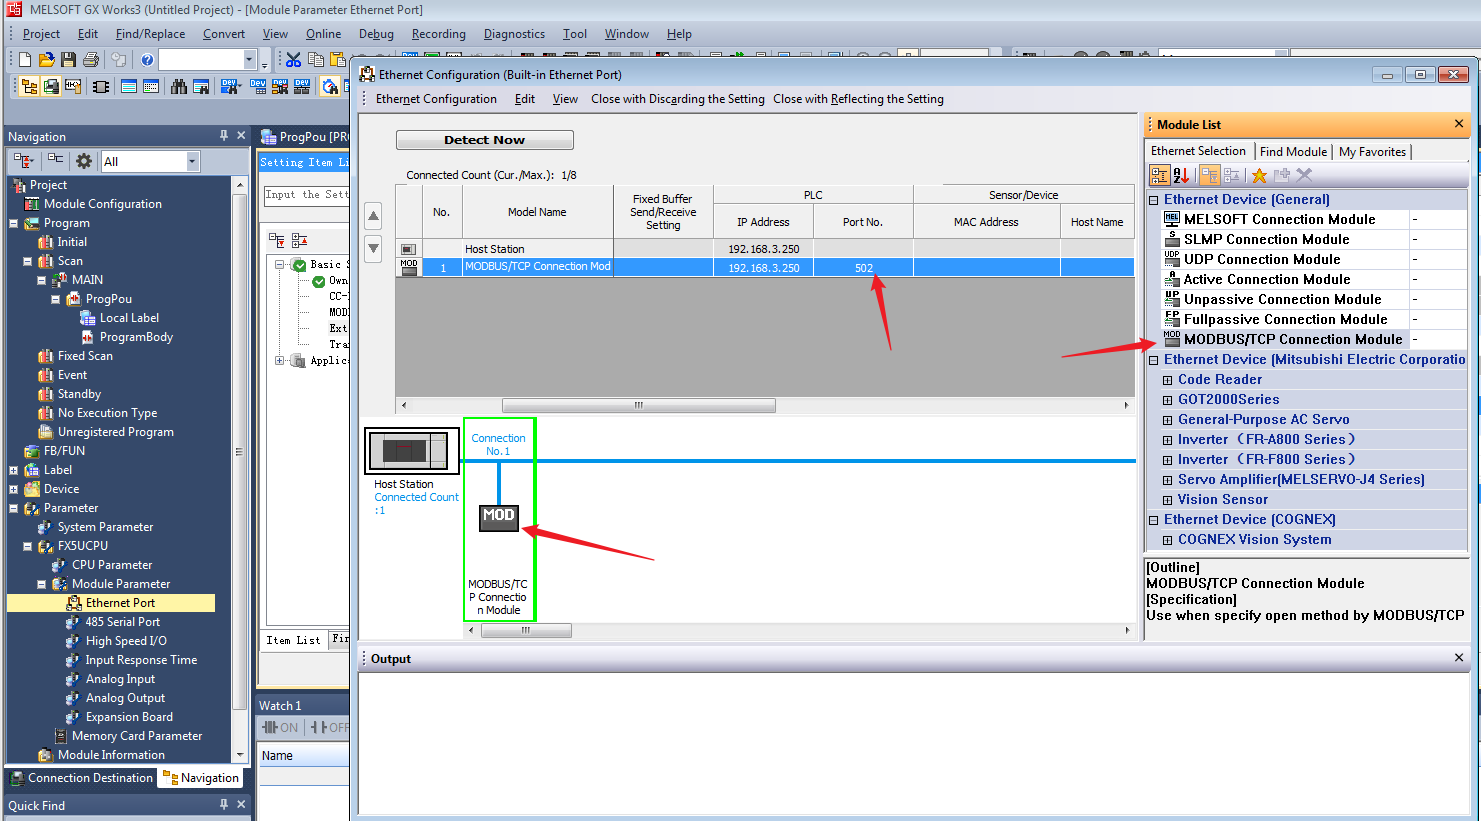 MELSOFT GX Works3 (Untitled Project) - [Module Parameter Ethernet Port]
Project Edit Find/Replace Convert View Online Debug Recording Diagnostics Tool Window Help
Navigation
All
Project
Module Configuration
Program
Initial
Scan
MAIN
ProgPou
Local Label
ProgramBody
Fixed Scan
Event
Standby
No Execution Type
Unregistered Program
FB/FUN
Label
Device
Parameter
System Parameter
FX5UCPU
CPU Parameter
Module Parameter
Ethernet Port
485 Serial Port
High Speed I/O
Input Response Time
Analog Input
Analog Output
Expansion Board
Memory Card Parameter
Module Information
Connection Destination Navigation
Quick Find
ProgPou [PR
Setting Item Li
Input the Sett
Basic S
Own
CC-
MOD
Ext
Tra
Applic
Item List Fin
Watch 1
ON OFF
Name
Ethernet Configuration (Built-in Ethernet Port)
Ethernet Configuration Edit View Close with Discarding the Setting Close with Reflecting the Setting
Detect Now
Connected Count (Cur./Max.): 1/8
No. Model Name Fixed Buffer Send/Receive Setting PLC Sensor/Device
IP Address Port No. MAC Address Host Name
Host Station 192.168.3.250
MOD 1 MODBUS/TCP Connection Mod 192.168.3.250 502
Connection
No.1
Host Station
Connected Count
:1
MOD
MODBUS/TC
P Connectio
n Module
Output
Module List
Ethernet Selection Find Module My Favorites
Ethernet Device (General)
MEL MELSOFT Connection Module -
S SLMP Connection Module -
UDP UDP Connection Module -
A Active Connection Module -
UP Unpassive Connection Module -
FP Fullpassive Connection Module -
MOD MODBUS/TCP Connection Module -
Ethernet Device (Mitsubishi Electric Corporatio
Code Reader
GOT2000Series
General-Purpose AC Servo
Inverter （FR-A800 Series）
Inverter （FR-F800 Series）
Servo Amplifier(MELSERVO-J4 Series)
Vision Sensor
Ethernet Device (COGNEX)
COGNEX Vision System
[Outline]
MODBUS/TCP Connection Module
[Specification]
Use when specify open method by MODBUS/TCP